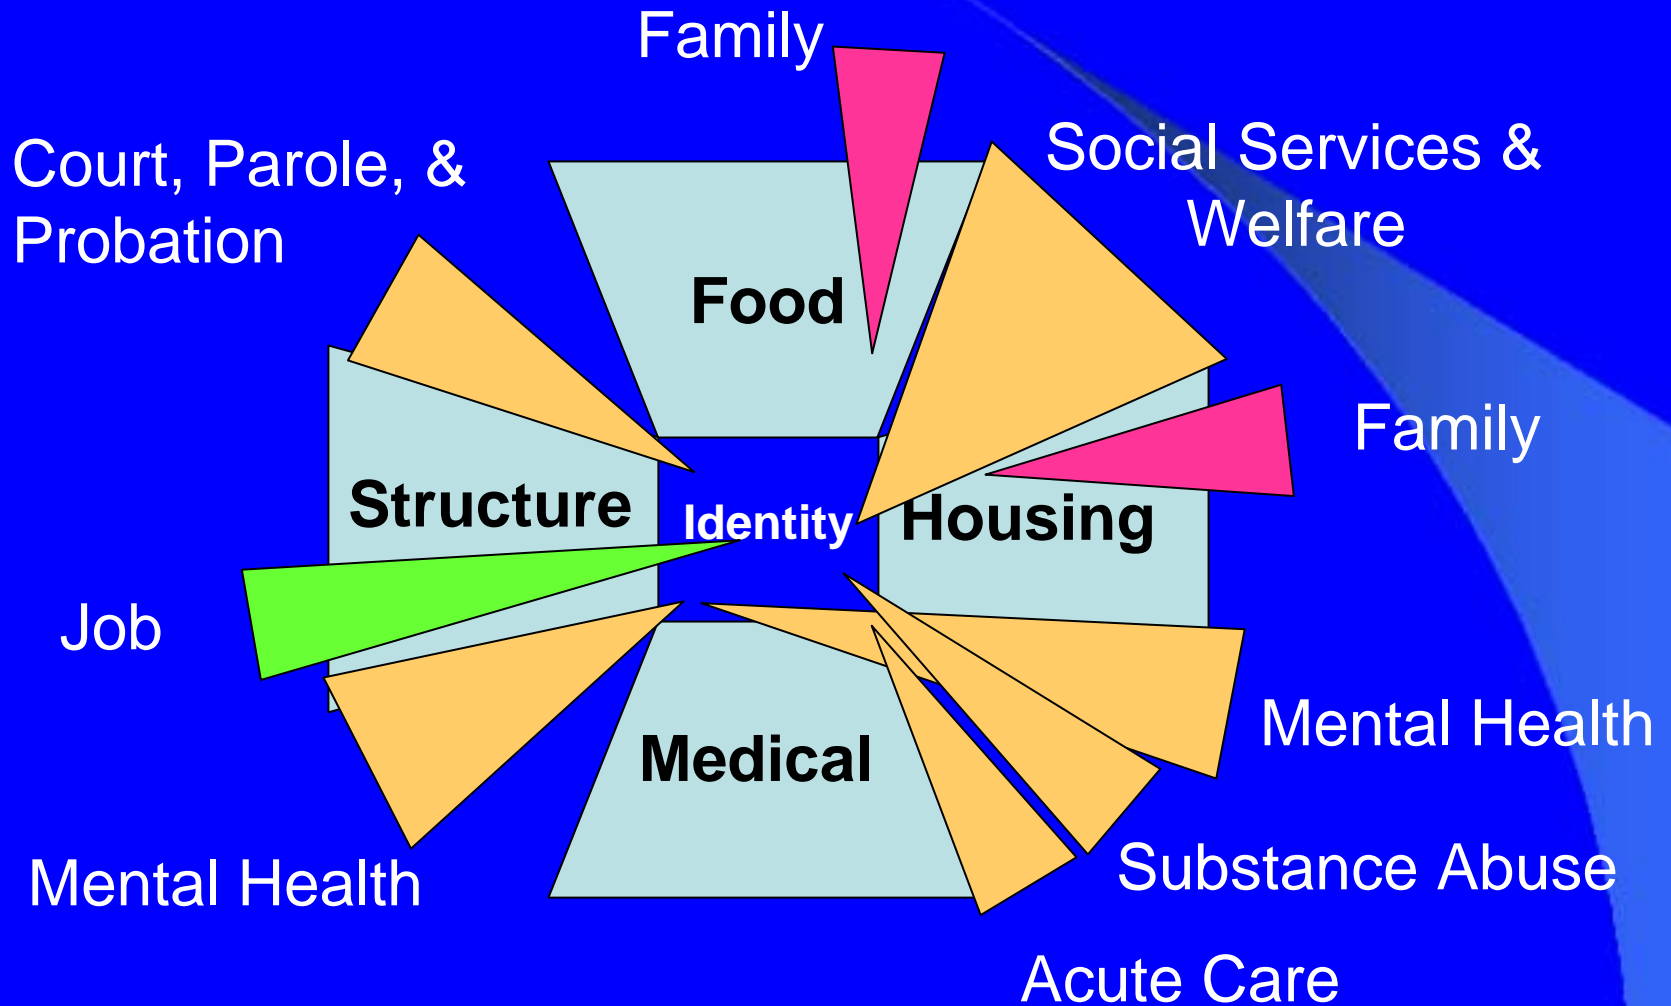 Family
Court, Parole, &
Probation
Social Services &
Welfare
Food
Family
Structure
Identity
Housing
Job
Mental Health
Medical
Mental Health
Substance Abuse
Acute Care